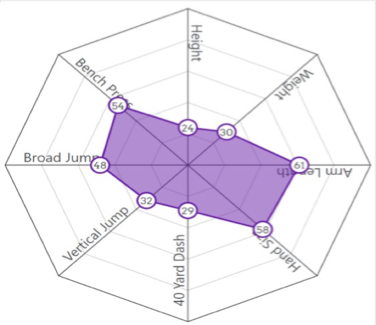 Height
Weight
Arm Length
Hand Size
40 Yard Dash
Vertical Jump
Broad Jump
Bench Press
24
30
61
58
29
32
48
54